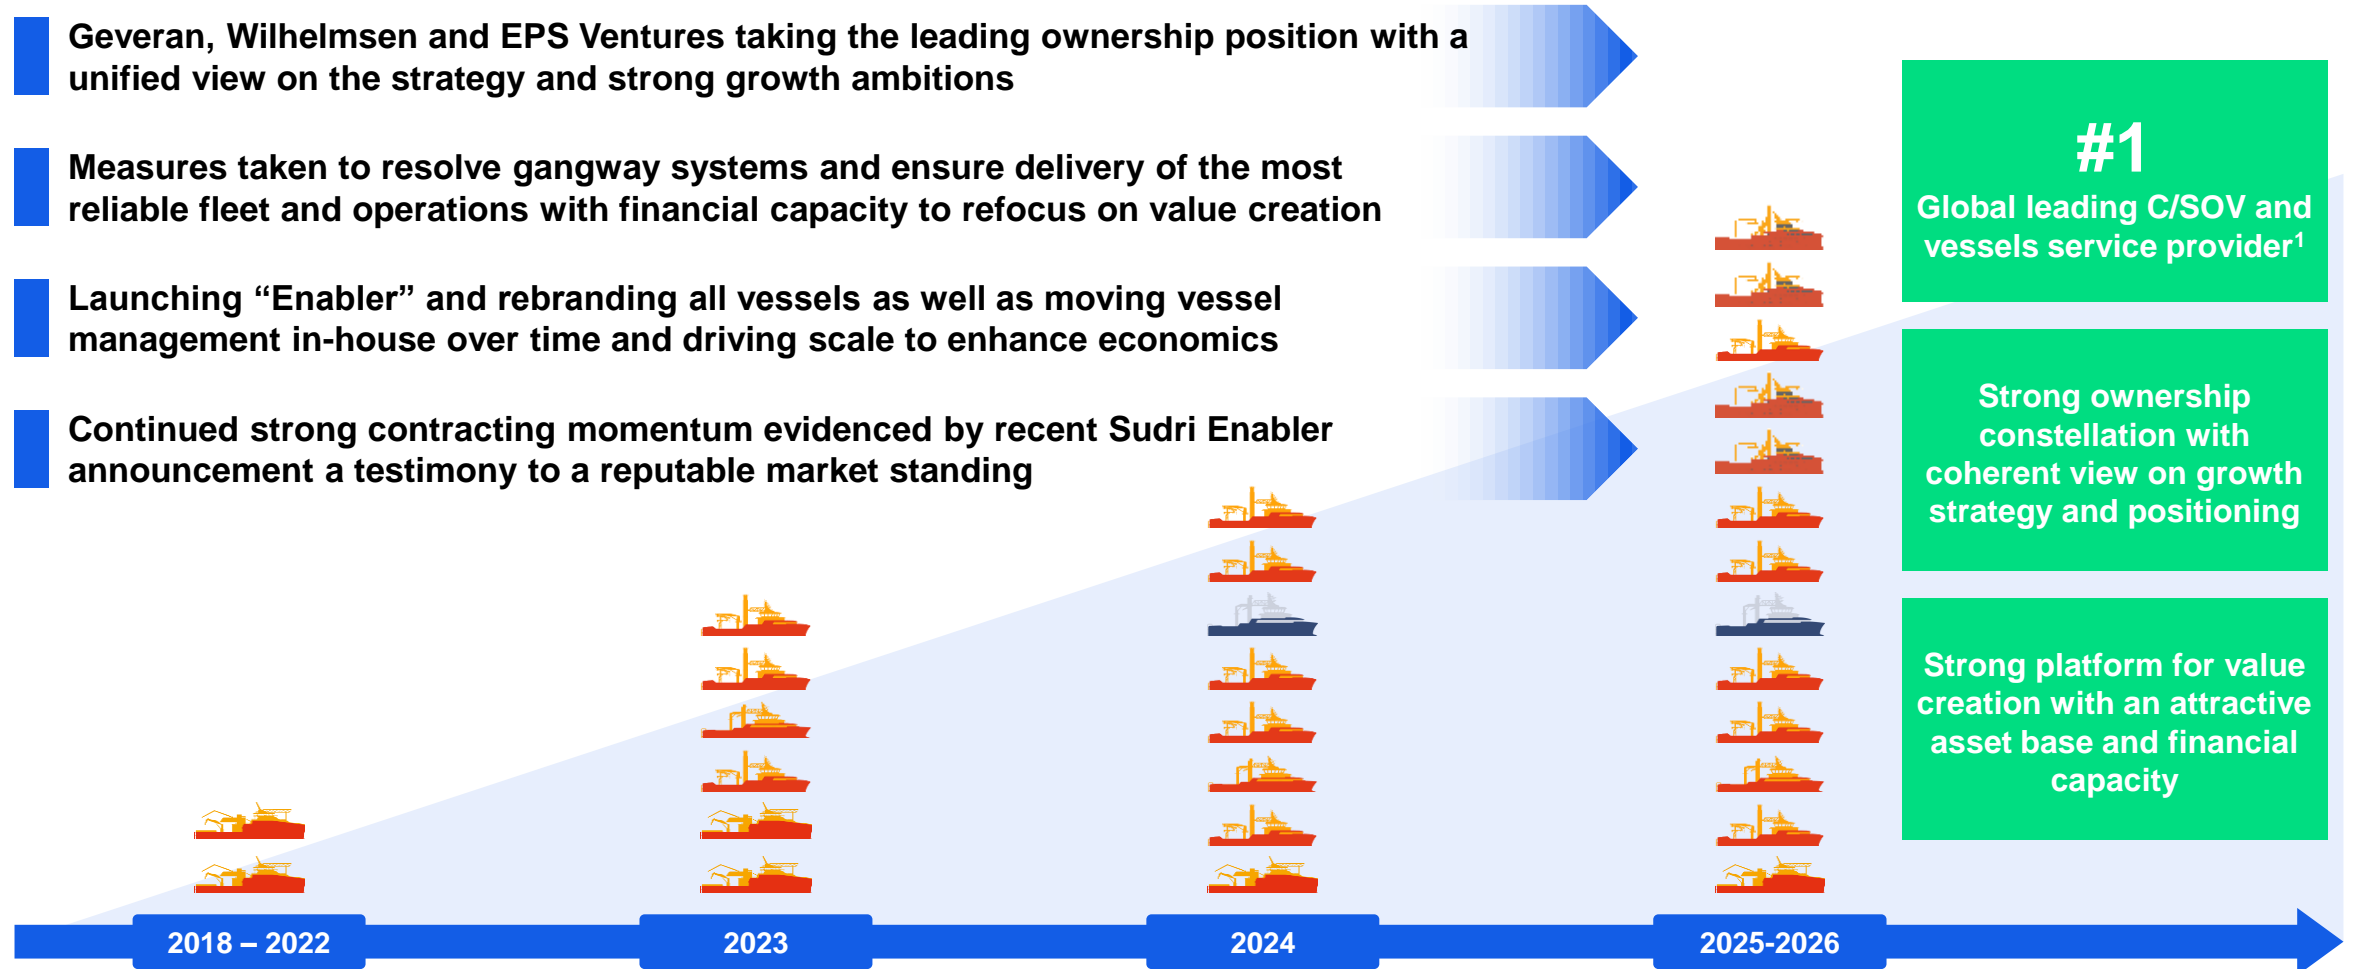 Geveran, Wilhelmsen and EPS Ventures taking the leading ownership position with a
unified view on the strategy and strong growth ambitions
Measures taken to resolve gangway systems and ensure delivery of the most
reliable fleet and operations with financial capacity to refocus on value creation
Launching “Enabler” and rebranding all vessels as well as moving vessel
management in-house over time and driving scale to enhance economics
Continued strong contracting momentum evidenced by recent Sudri Enabler
announcement a testimony to a reputable market standing
#1
Global leading C/SOV and
vessels service provider¹
Strong ownership
constellation with
coherent view on growth
strategy and positioning
Strong platform for value
creation with an attractive
asset base and financial
capacity
2018 – 2022
2023
2024
2025-2026